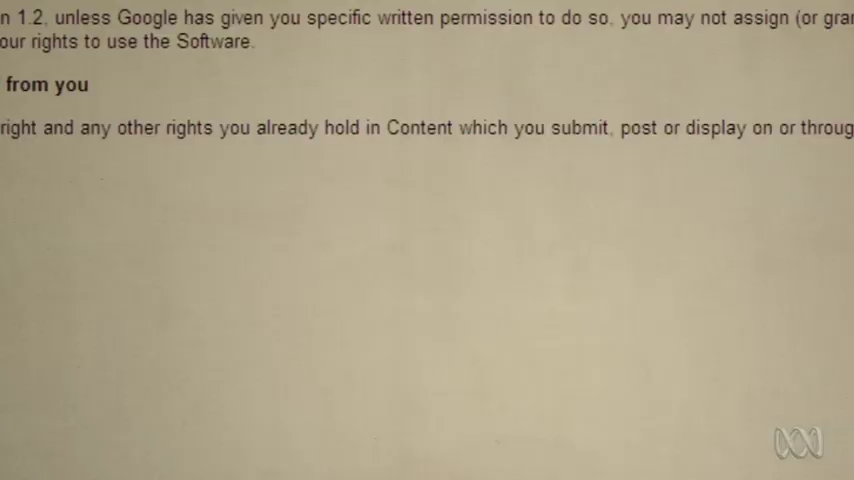 n 1.2, unless Google has given you specific written permission to do so, you may not assign (or gran
our rights to use the Software.
from you
right and any other rights you already hold in Content which you submit, post or display on or throug